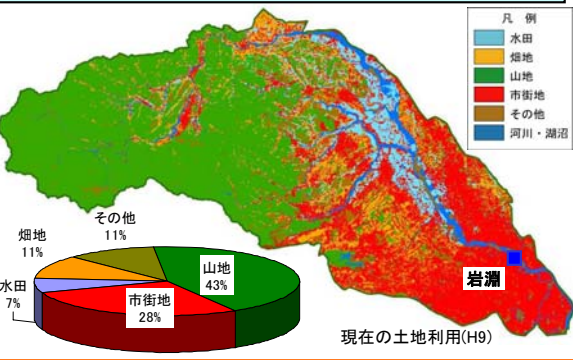 凡 例
水田
畑地
山地
市街地
その他
河川・湖沼
その他
11%
畑地
11%
山地
43%
水田
7%
市街地
28%
岩淵
現在の土地利用(H9)